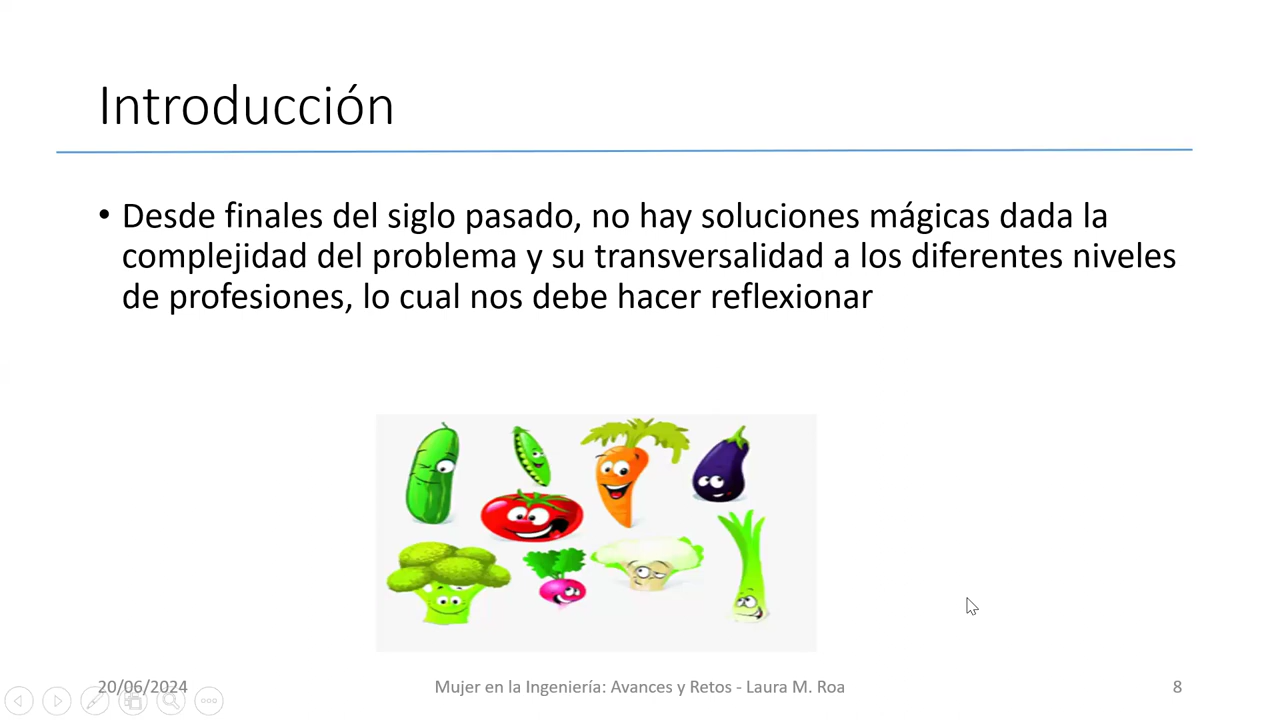 Introducción
• Desde finales del siglo pasado, no hay soluciones mágicas dada la
complejidad del problema y su transversalidad a los diferentes niveles
de profesiones, lo cual nos debe hacer reflexionar
20/06/2024
Mujer en la Ingeniería: Avances y Retos - Laura M. Roa
8